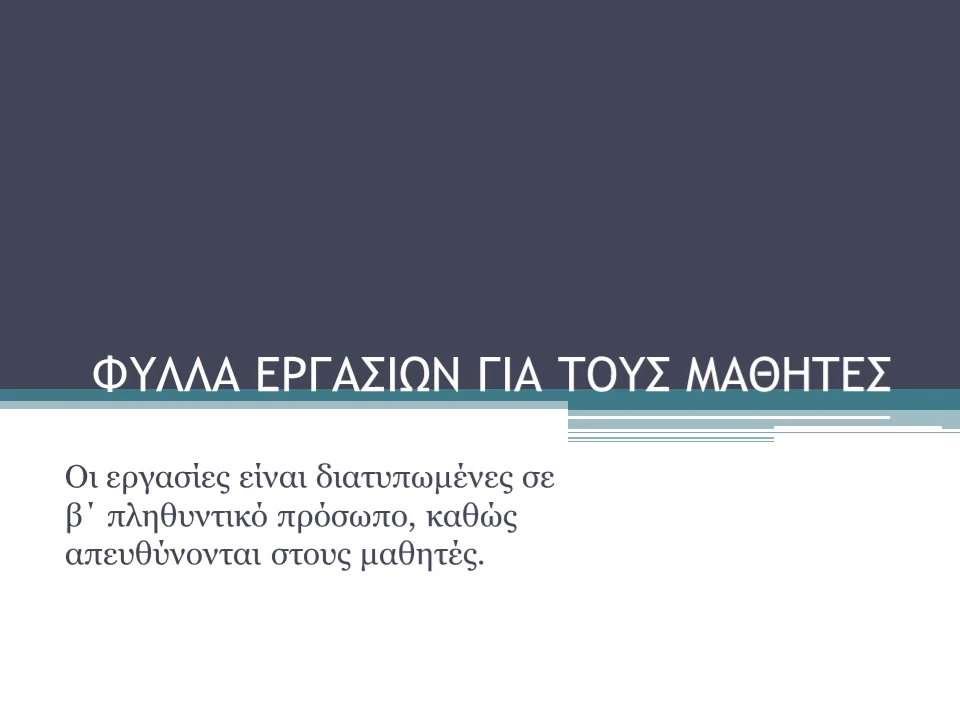 ΦΥΛΛΑ ΕΡΓΑΣΙΩΝ ΓΙΑ ΤΟΥΣ ΜΑΘΗΤΕΣ
Οι εργασίες είναι διατυπωμένες σε
β΄ πληθυντικό πρόσωπο, καθώς
απευθύνονται στους μαθητές.